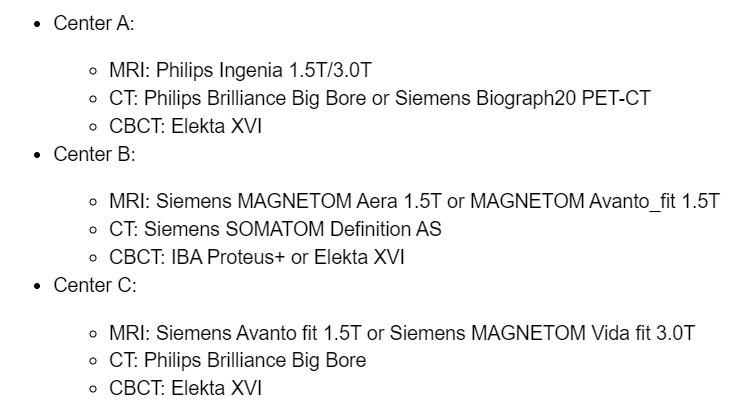 Center A:
MRI: Philips Ingenia 1.5T/3.0T
CT: Philips Brilliance Big Bore or Siemens Biograph20 PET-CT
CBCT: Elekta XVI
Center B:
MRI: Siemens MAGNETOM Aera 1.5T or MAGNETOM Avanto_fit 1.5T
CT: Siemens SOMATOM Definition AS
CBCT: IBA Proteus+ or Elekta XVI
Center C:
MRI: Siemens Avanto fit 1.5T or Siemens MAGNETOM Vida fit 3.0T
CT: Philips Brilliance Big Bore
CBCT: Elekta XVI